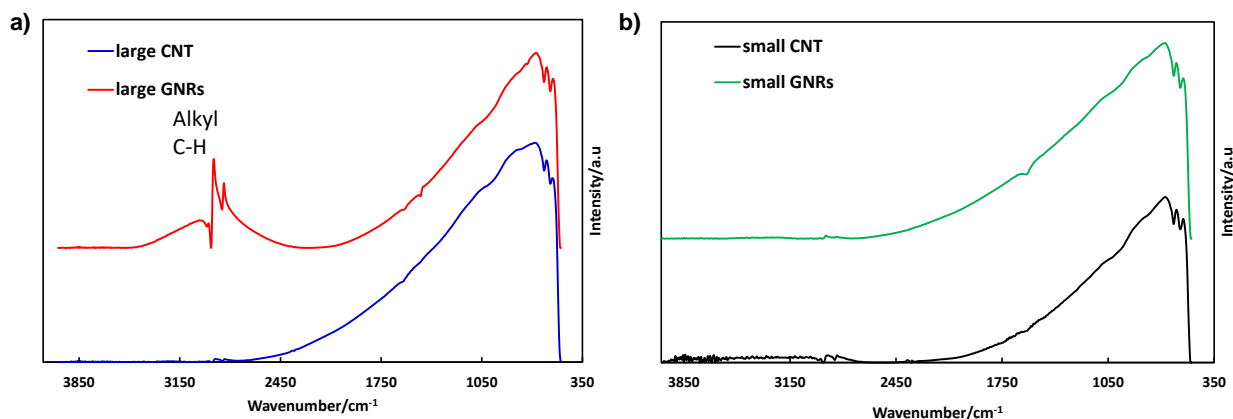 a)
large CNT
large GNRs
Alkyl
C-H
Intensity/a.u
3850 3150 2450 1750 1050 350
Wavenumber/cm-1
b)
small CNT
small GNRs
Intensity/a.u
3850 3150 2450 1750 1050 350
Wavenumber/cm-1